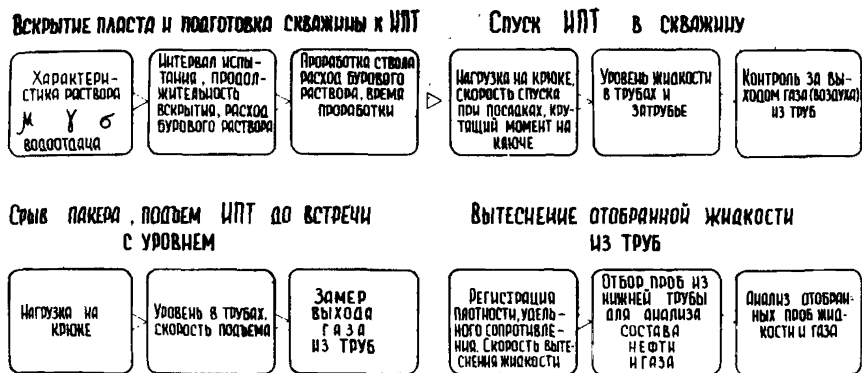 Вскрытие пласта и подготовка скважины к ИПТ
Характери-
стика раствора
μ γ σ
водоотдача
Интервал испы-
тания, продол-
жительность
вскрытия, расход
бурового раствора
Проработка ствола
расход бурового
раствора, время
проработки
Спуск ИПТ в скважину
Нагрузка на крюке,
скорость спуска
при посадках, кру-
тящий момент на
ключе
Уровень жидкости
в трубах и
затрубье
Контроль за вы-
ходом газа (воздуха)
из труб
Срыв пакера, подъем ИПТ до встречи
с уровнем
Нагрузка на
крюке
Уровень в трубах,
скорость подъема
Замер
выхода
газа
из труб
Вытеснение отобранной жидкости
из труб
Регистрация
плотности, удель-
ного сопротивле-
ния. Скорость выте-
снения жидкости
Отбор проб из
нижней трубы
для анализа
состава
нефти
и газа
Анализ отобран-
ных проб жид-
кости и газа